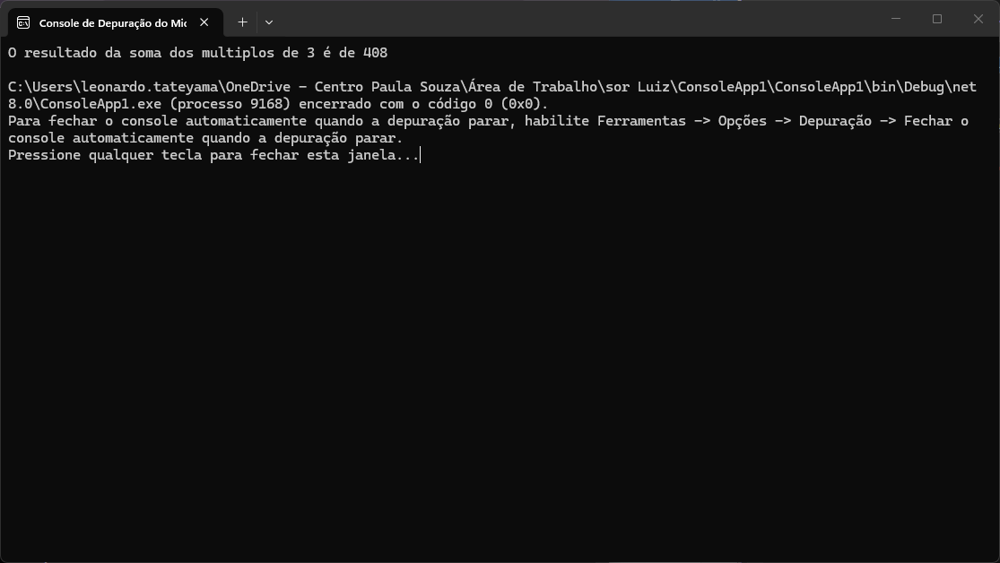 Console de Depuração do Mic
O resultado da soma dos multiplos de 3 é de 408
C:\Users\leonardo.tateyama\OneDrive - Centro Paula Souza\Área de Trabalho\sor Luiz\ConsoleApp1\ConsoleApp1\bin\Debug\net
8.0\ConsoleApp1.exe (processo 9168) encerrado com o código 0 (0x0).
Para fechar o console automaticamente quando a depuração parar, habilite Ferramentas -> Opções -> Depuração -> Fechar o
console automaticamente quando a depuração parar.
Pressione qualquer tecla para fechar esta janela...